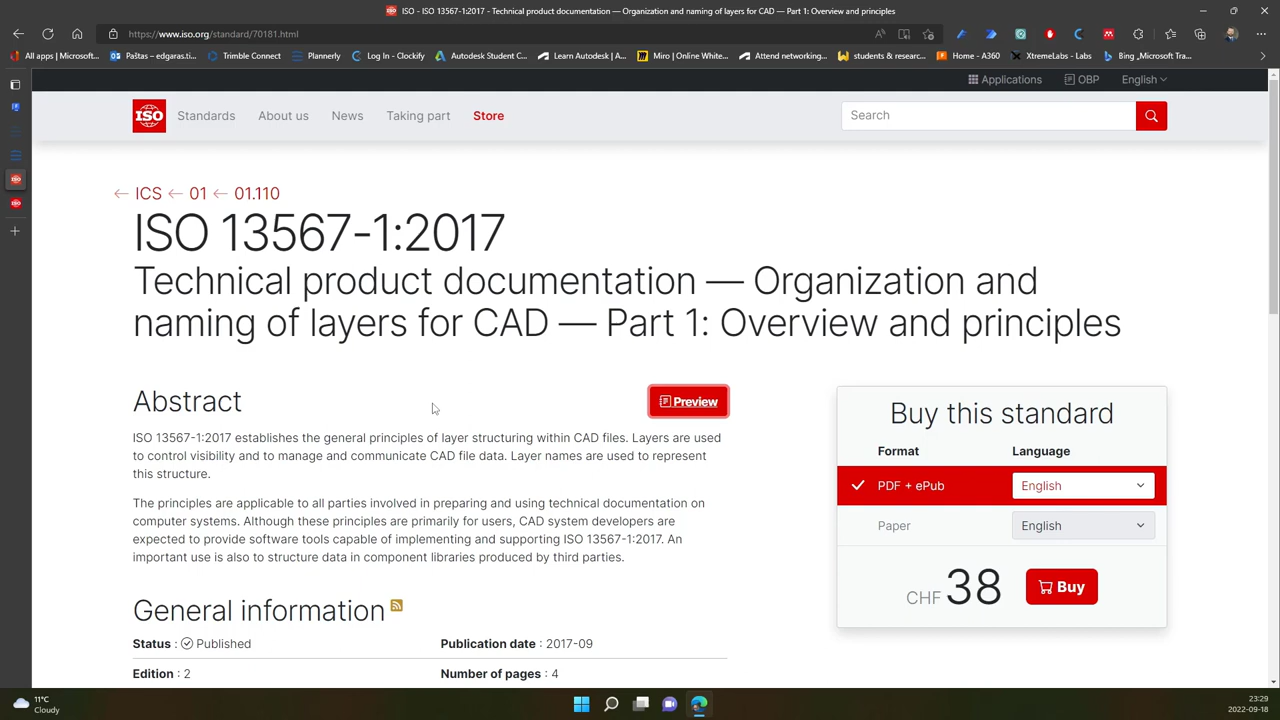 ISO - ISO 13567-1:2017 - Technical product documentation — Organization and naming of layers for CAD — Part 1: Overview and principles
https://www.iso.org/standard/70181.html
All apps | Microsoft... Paštas – edgaras.ti... Trimble Connect Plannerly Log In - Clockify Autodesk Student C... Learn Autodesk | A... Miro | Online White... Attend networking... students & researc... Home - A360 XtremeLabs - Labs Bing „Microsoft Tra...
Applications OBP English
ISO Standards About us News Taking part Store Search
← ICS ← 01 ← 01.110
ISO 13567-1:2017
Technical product documentation — Organization and
naming of layers for CAD — Part 1: Overview and principles
Abstract Preview
ISO 13567-1:2017 establishes the general principles of layer structuring within CAD files. Layers are used
to control visibility and to manage and communicate CAD file data. Layer names are used to represent
this structure.
The principles are applicable to all parties involved in preparing and using technical documentation on
computer systems. Although these principles are primarily for users, CAD system developers are
expected to provide software tools capable of implementing and supporting ISO 13567-1:2017. An
important use is also to structure data in component libraries produced by third parties.
General information
Status : Published Publication date : 2017-09
Edition : 2 Number of pages : 4
Buy this standard
Format Language
PDF + ePub English
Paper English
CHF 38 Buy
11°C
Cloudy
23:29
2022-09-18